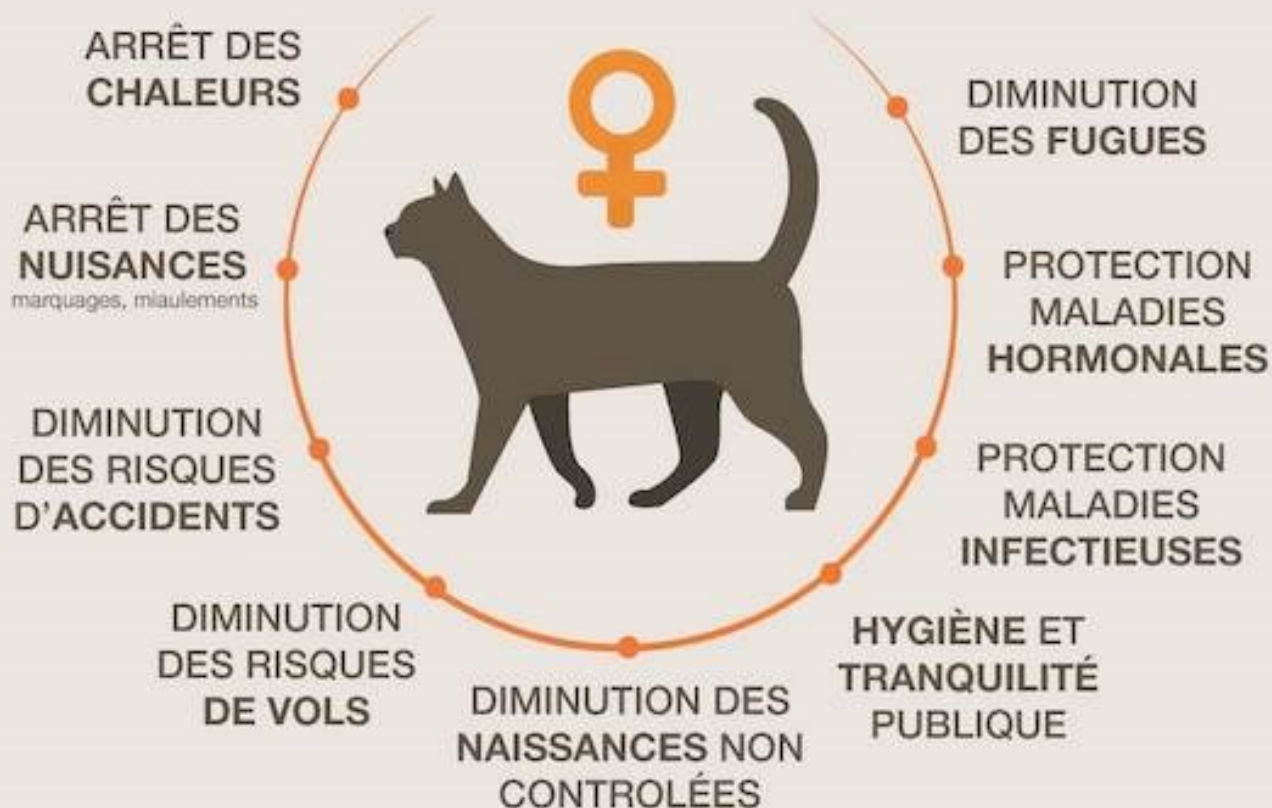 ARRÊT DES
CHALEURS
ARRÊT DES
NUISANCES
marquages, miaulements
DIMINUTION
DES RISQUES
D'ACCIDENTS
DIMINUTION
DES RISQUES
DE VOLS
DIMINUTION DES
NAISSANCES NON
CONTROLÉES
HYGIÈNE ET
TRANQUILITÉ
PUBLIQUE
PROTECTION
MALADIES
INFECTIEUSES
PROTECTION
MALADIES
HORMONALES
DIMINUTION
DES FUGUES